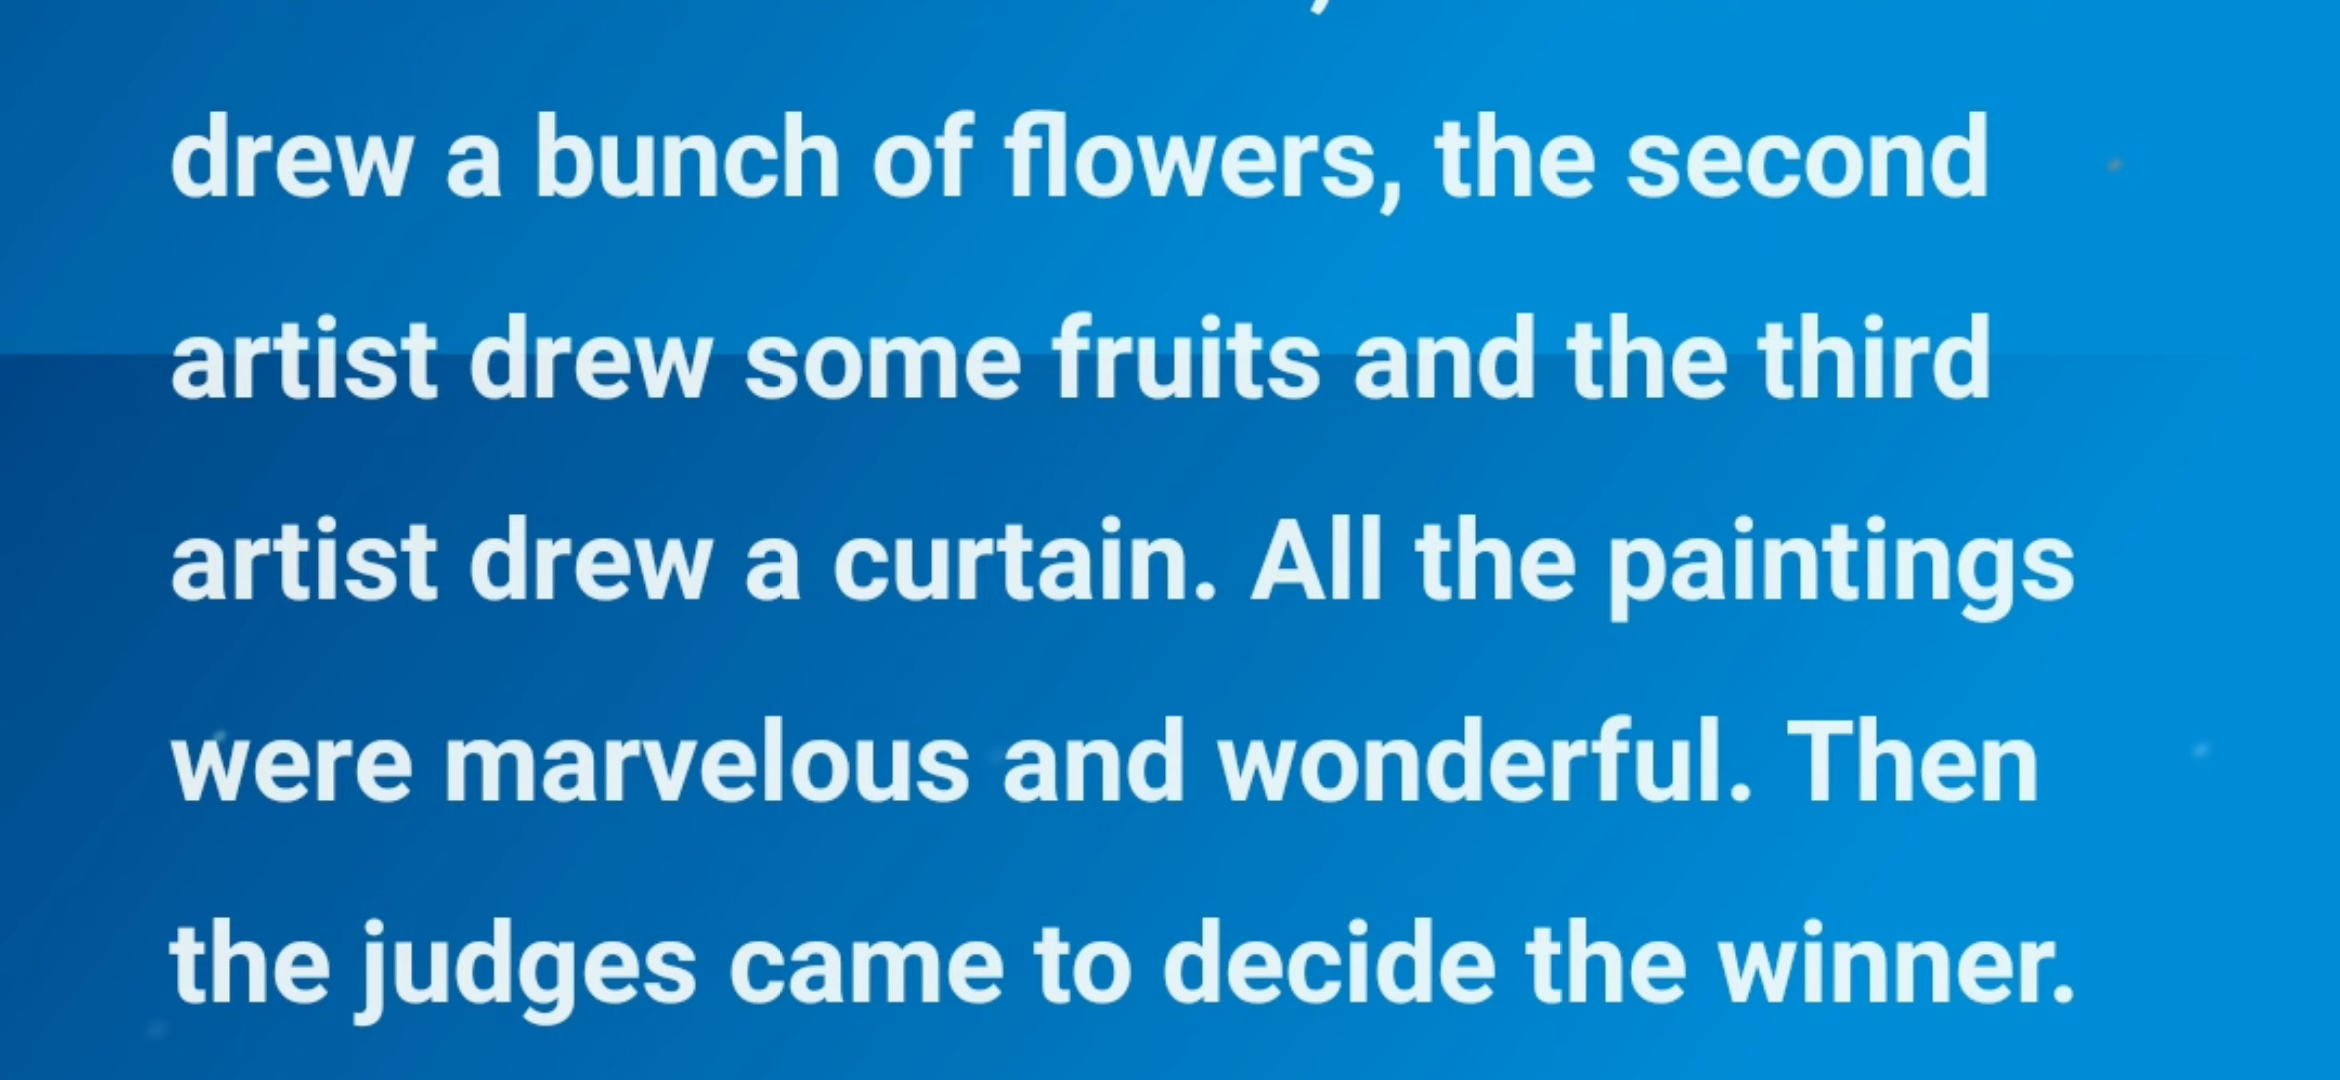 drew a bunch of flowers, the second
artist drew some fruits and the third
artist drew a curtain. All the paintings
were marvelous and wonderful. Then
the judges came to decide the winner.